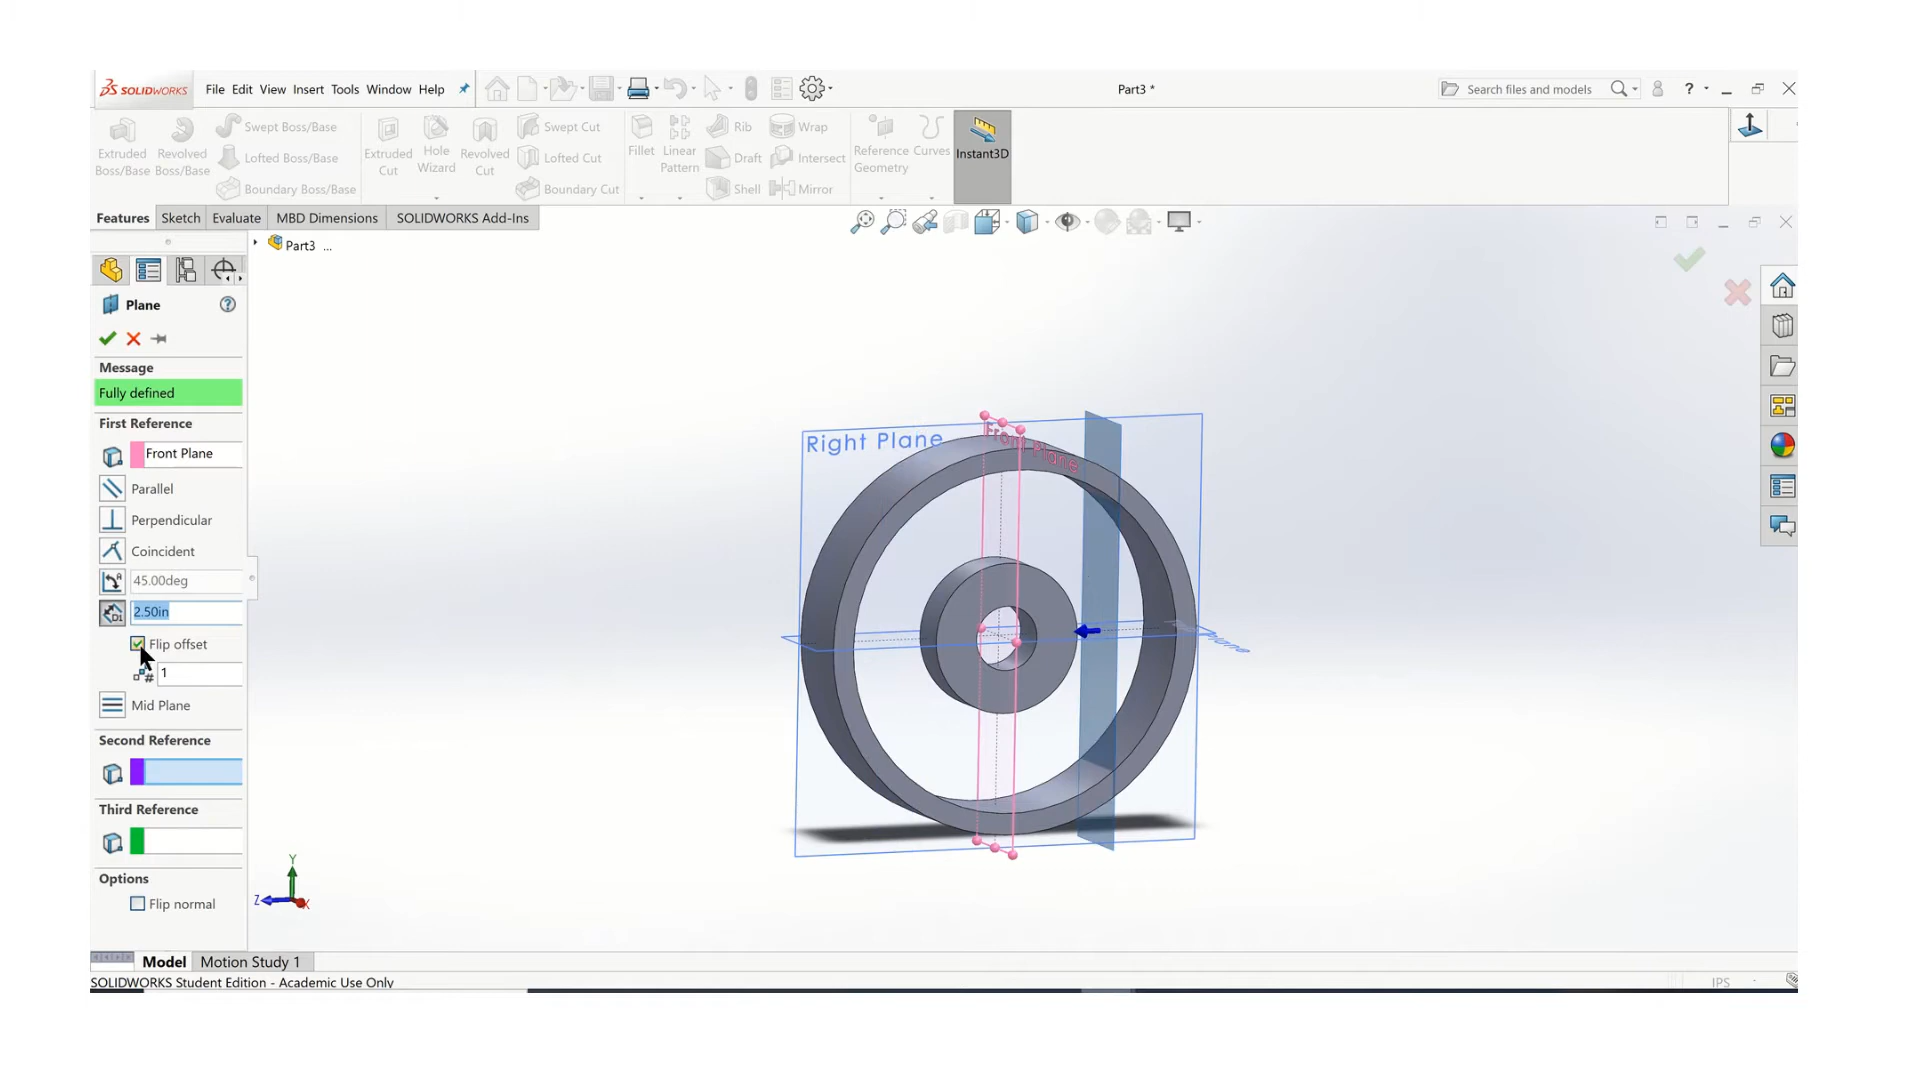 SOLIDWORKS File Edit View Insert Tools Window Help Part3 * Search files and models ?
Extruded Boss/Base
Revolved Boss/Base
Swept Boss/Base
Lofted Boss/Base
Boundary Boss/Base
Extruded Cut
Hole Wizard
Revolved Cut
Swept Cut
Lofted Cut
Boundary Cut
Fillet
Linear Pattern
Rib
Draft
Shell
Wrap
Intersect
Mirror
Reference Geometry
Curves
Instant3D
Features Sketch Evaluate MBD Dimensions SOLIDWORKS Add-Ins
Part3 ...
Plane ?
Message
Fully defined
First Reference
Front Plane
Parallel
Perpendicular
Coincident
45.00deg
2.50in
Flip offset
1
Mid Plane
Second Reference
Third Reference
Options
Flip normal
Right Plane
Front Plane
Plane
Y
Z
X
Model Motion Study 1
SOLIDWORKS Student Edition - Academic Use Only IPS